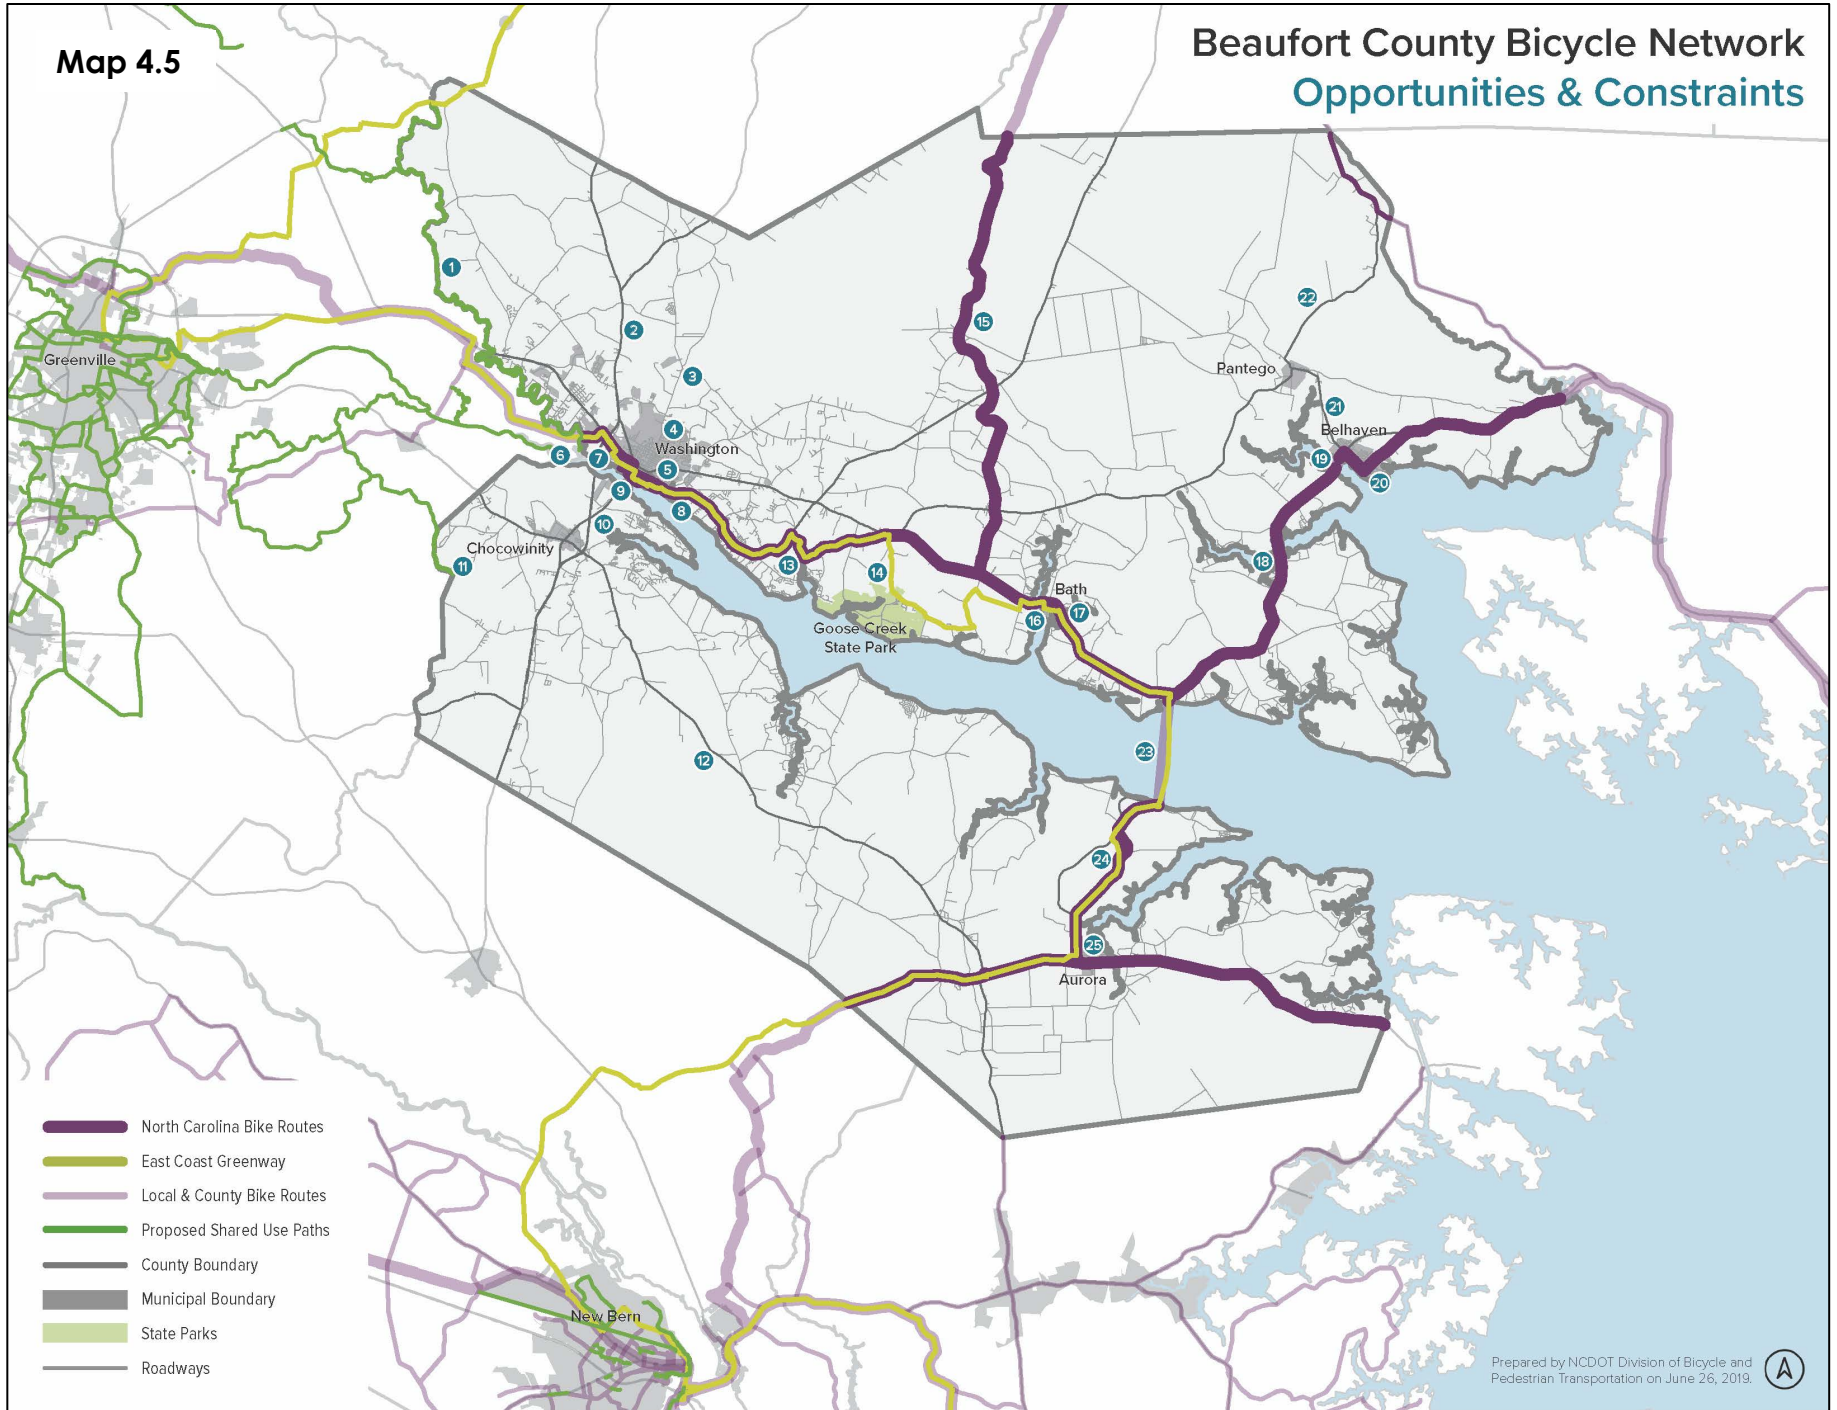 Map 4.5
Beaufort County Bicycle Network
Opportunities & Constraints
1
2
3
4
5
6
7
8
9
10
11
12
13
14
15
16
17
18
19
20
21
22
23
24
25
Greenville
Washington
Chocowinity
Goose Creek
State Park
Bath
Pantego
Belhaven
Aurora
New Bern
North Carolina Bike Routes
East Coast Greenway
Local & County Bike Routes
Proposed Shared Use Paths
County Boundary
Municipal Boundary
State Parks
Roadways
Prepared by NCDOT Division of Bicycle and
Pedestrian Transportation on June 26, 2019.